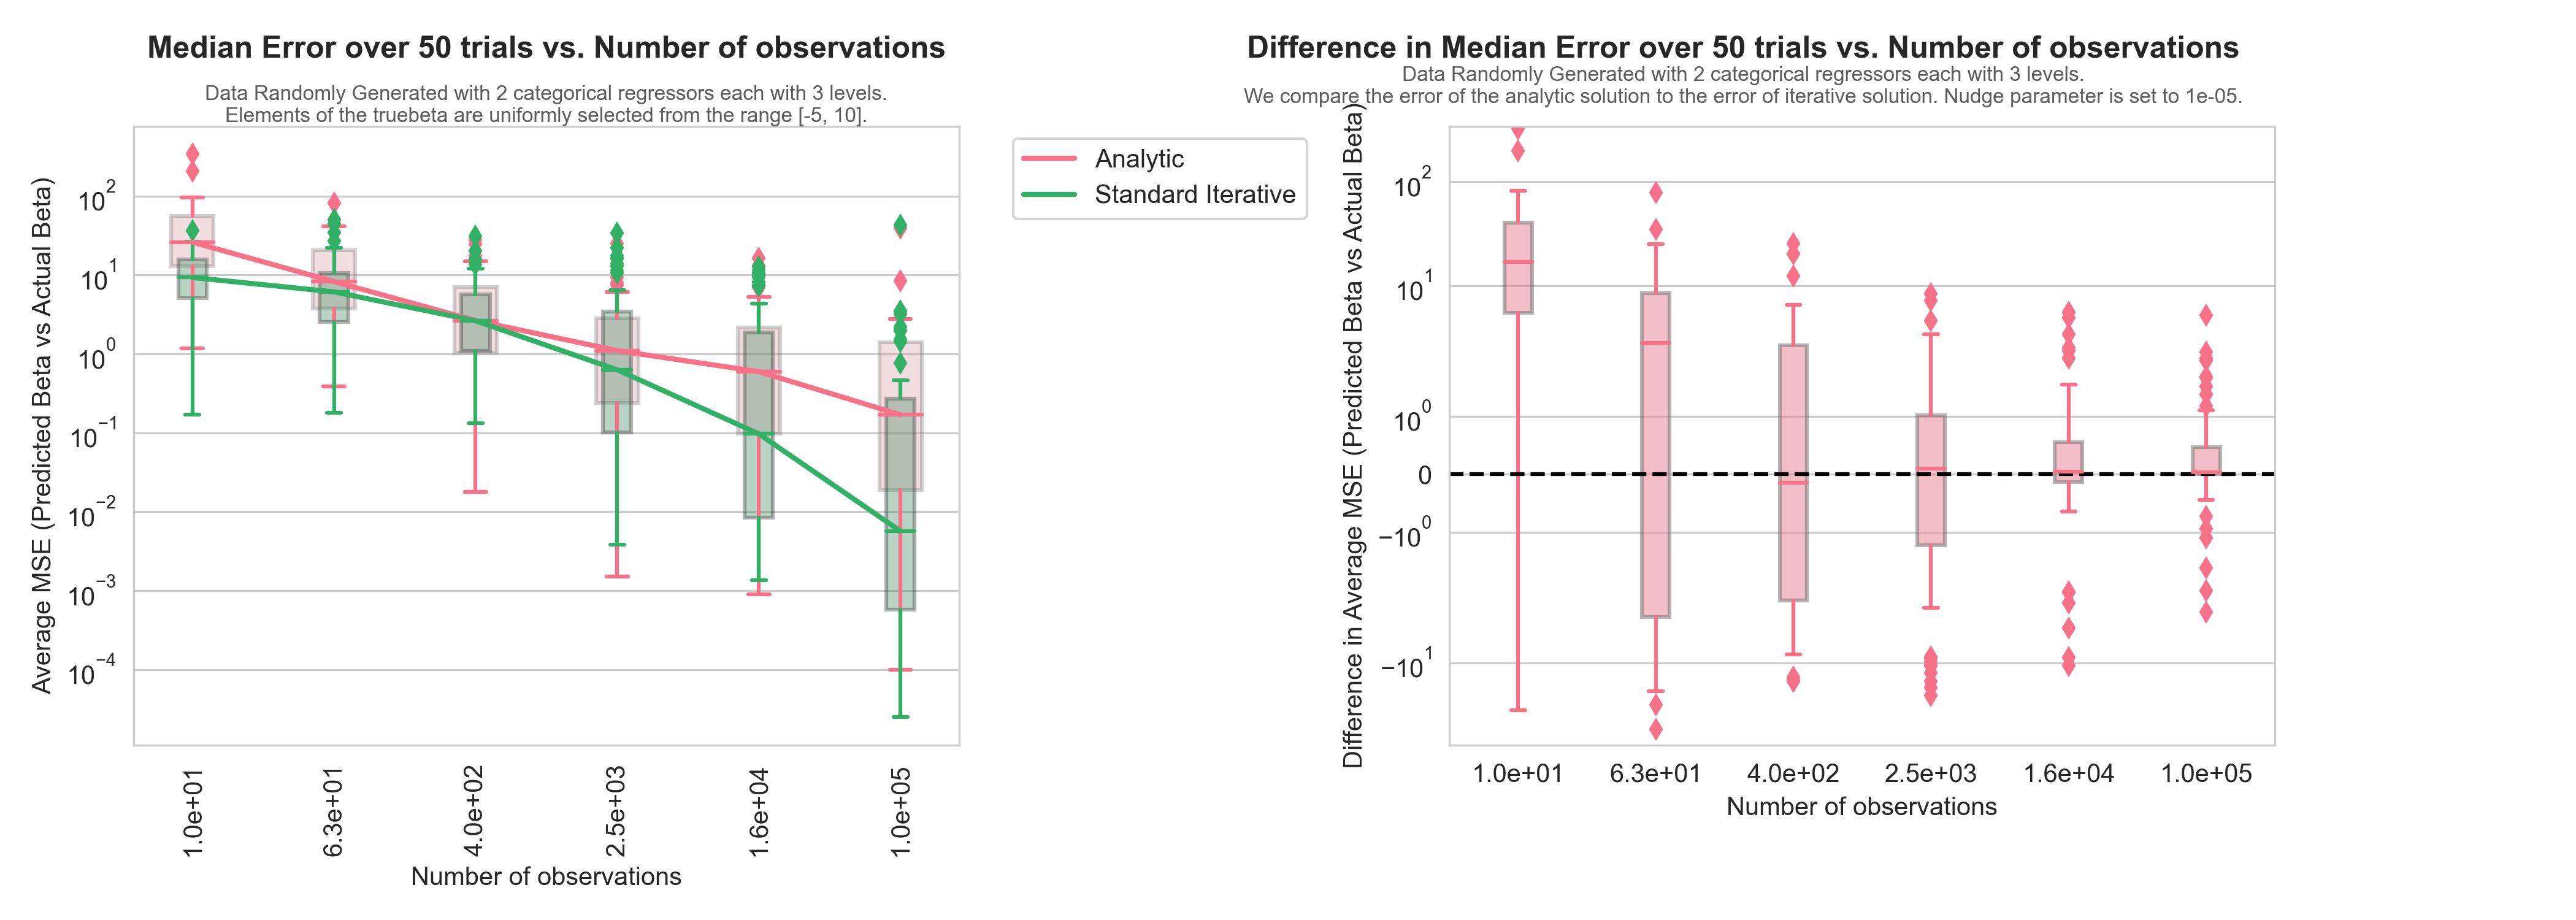 Median Error over 50 trials vs. Number of observations
Data Randomly Generated with 2 categorical regressors each with 3 levels.
Elements of the truebeta are uniformly selected from the range [-5, 10].
Average MSE (Predicted Beta vs Actual Beta)
10^2
10^1
10^0
10^−1
10^−2
10^−3
10^−4
1.0e+01
6.3e+01
4.0e+02
2.5e+03
1.6e+04
1.0e+05
Number of observations
Analytic
Standard Iterative
Difference in Median Error over 50 trials vs. Number of observations
Data Randomly Generated with 2 categorical regressors each with 3 levels.
We compare the error of the analytic solution to the error of iterative solution. Nudge parameter is set to 1e-05.
Difference in Average MSE (Predicted Beta vs Actual Beta)
10^2
10^1
10^0
0
−10^0
−10^1
1.0e+01 6.3e+01 4.0e+02 2.5e+03 1.6e+04 1.0e+05
Number of observations